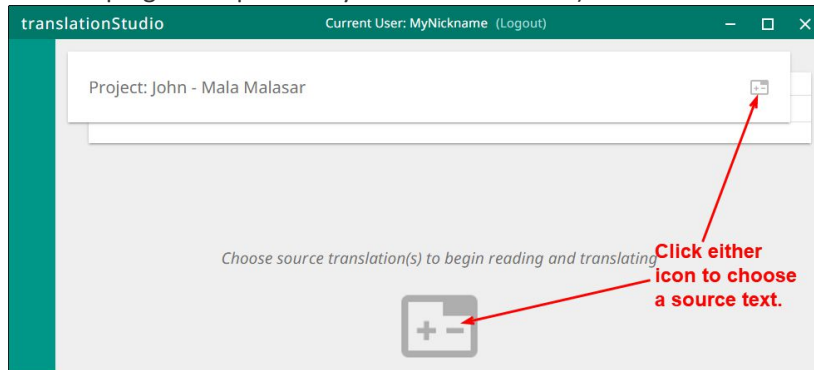 translationStudio Current User: MyNickname (Logout)
Project: John - Mala Malasar
Choose source translation(s) to begin reading and translating
Click either
icon to choose
a source text.